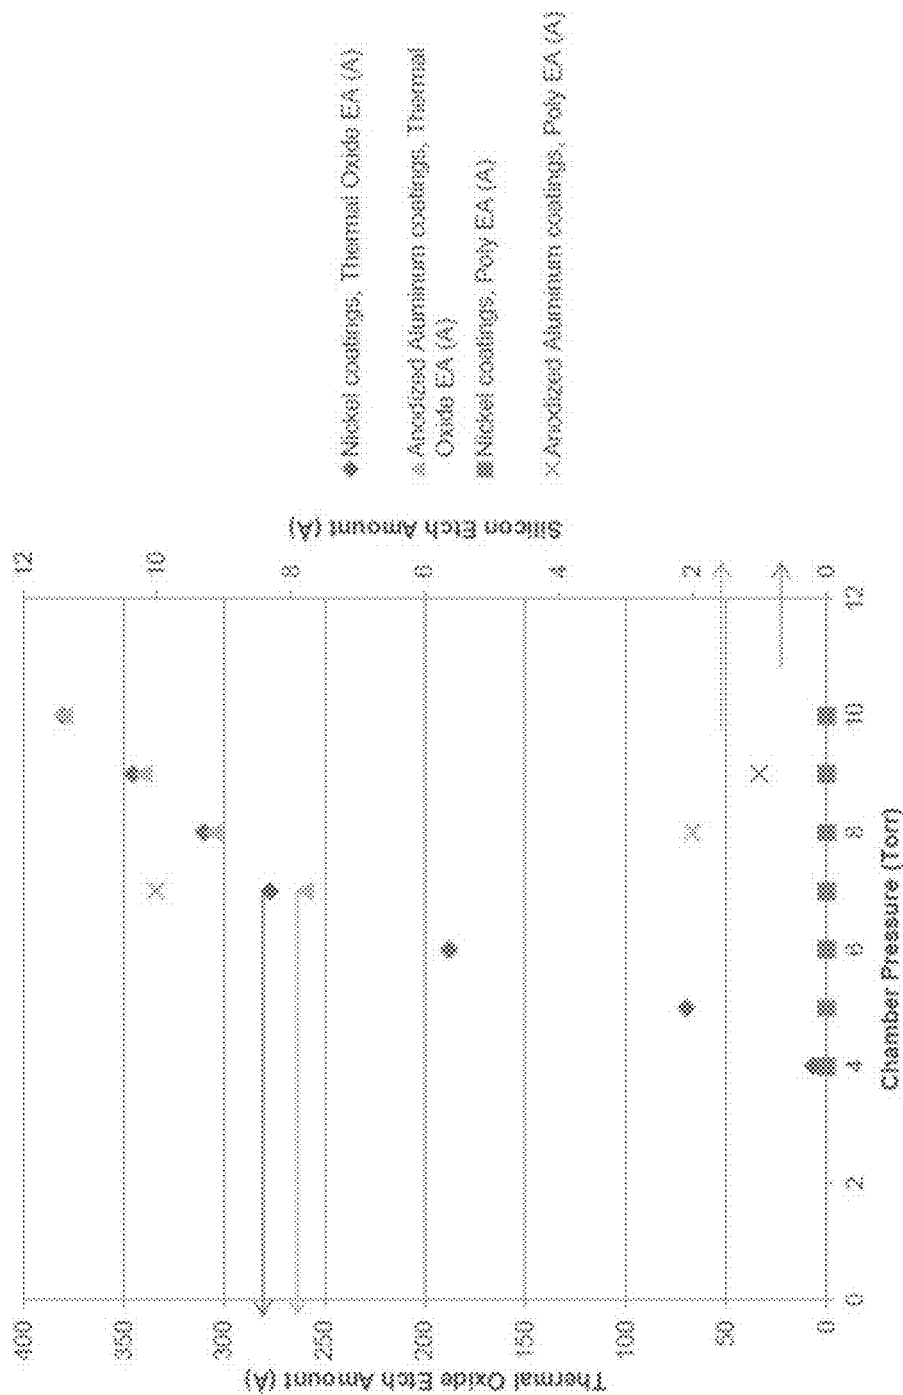 Thermal Oxide Etch Amount (Å)
400
350
300
250
200
150
100
50
0
0
2
4
6
8
10
12
Chamber Pressure (Torr)
12
10
8
6
4
2
0
Silicon Etch Amount (Å)
Nickel coatings, Thermal Oxide EA (A)
Anodized Aluminum coatings, Thermal
Oxide EA (A)
Nickel coatings, Poly EA (A)
Anodized Aluminum coatings, Poly EA (A)